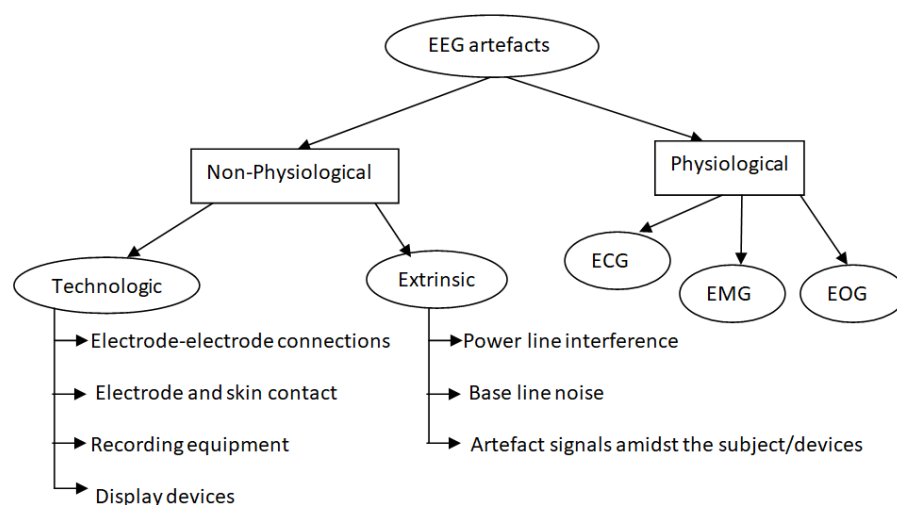 EEG artefacts
Non-Physiological
Physiological
Technologic
Extrinsic
ECG
EMG
EOG
Electrode-electrode connections
Electrode and skin contact
Recording equipment
Display devices
Power line interference
Base line noise
Artefact signals amidst the subject/devices